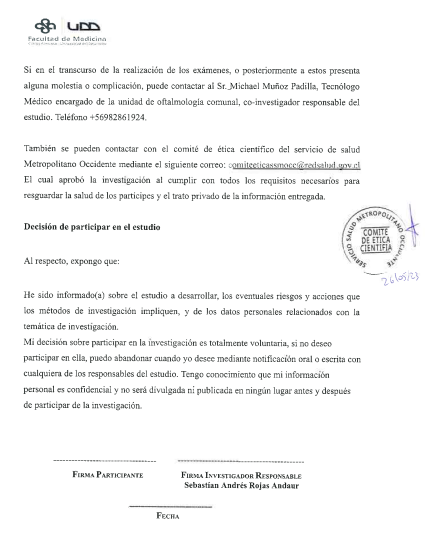 UDD
Facultad de Medicina
Si en el transcurso de la realización de los exámenes, o posteriormente a estos presenta
alguna molestia o complicación, puede contactar al Sr. Michael Muñoz Padilla, Tecnólogo
Médico encargado de la unidad de oftalmología comunal, co-investigador responsable del
estudio. Teléfono +56982861924.
También se pueden contactar con el comité de ética científico del servicio de salud
Metropolitano Occidente mediante el siguiente correo: comiteeticassmocc@redsalud.gov.cl
El cual aprobó la investigación al cumplir con todos los requisitos necesarios para
resguardar la salud de los participes y el trato privado de la información entregada.
Decisión de participar en el estudio
SERVICIO SALUD METROPOLITANO OCCIDENTE
COMITE
DE ETICA
CIENTIFIA
26/05/23
Al respecto, expongo que:
He sido informado(a) sobre el estudio a desarrollar, los eventuales riesgos y acciones que
los métodos de investigación impliquen, y de los datos personales relacionados con la
temática de investigación.
Mi decisión sobre participar en la investigación es totalmente voluntaria, si no deseo
participar en ella, puedo abandonar cuando yo desee mediante notificación oral o escrita con
cualquiera de los responsables del estudio. Tengo conocimiento que mi información
personal es confidencial y no será divulgada ni publicada en ningún lugar antes y después
de participar de la investigación.
FIRMA PARTICIPANTE
FIRMA INVESTIGADOR RESPONSABLE
Sebastían Andrés Rojas Andaur
FECHA